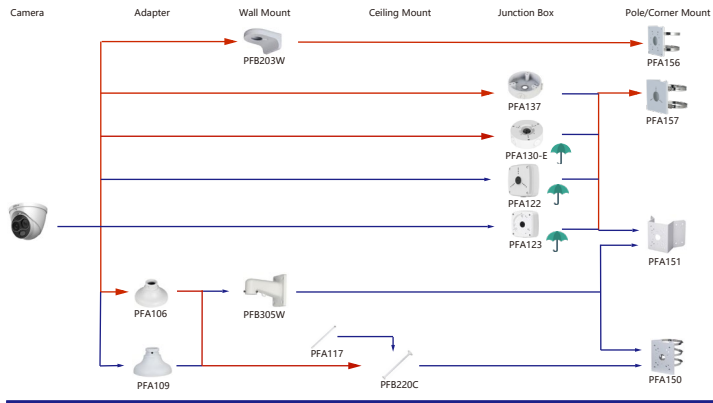 Camera Adapter Wall Mount Ceiling Mount Junction Box Pole/Corner Mount
PFB203W PFA156
PFA137 PFA157
PFA130-E
PFA122
PFA123
PFA151
PFA106 PFB305W
PFA117
PFA109 PFB220C PFA150